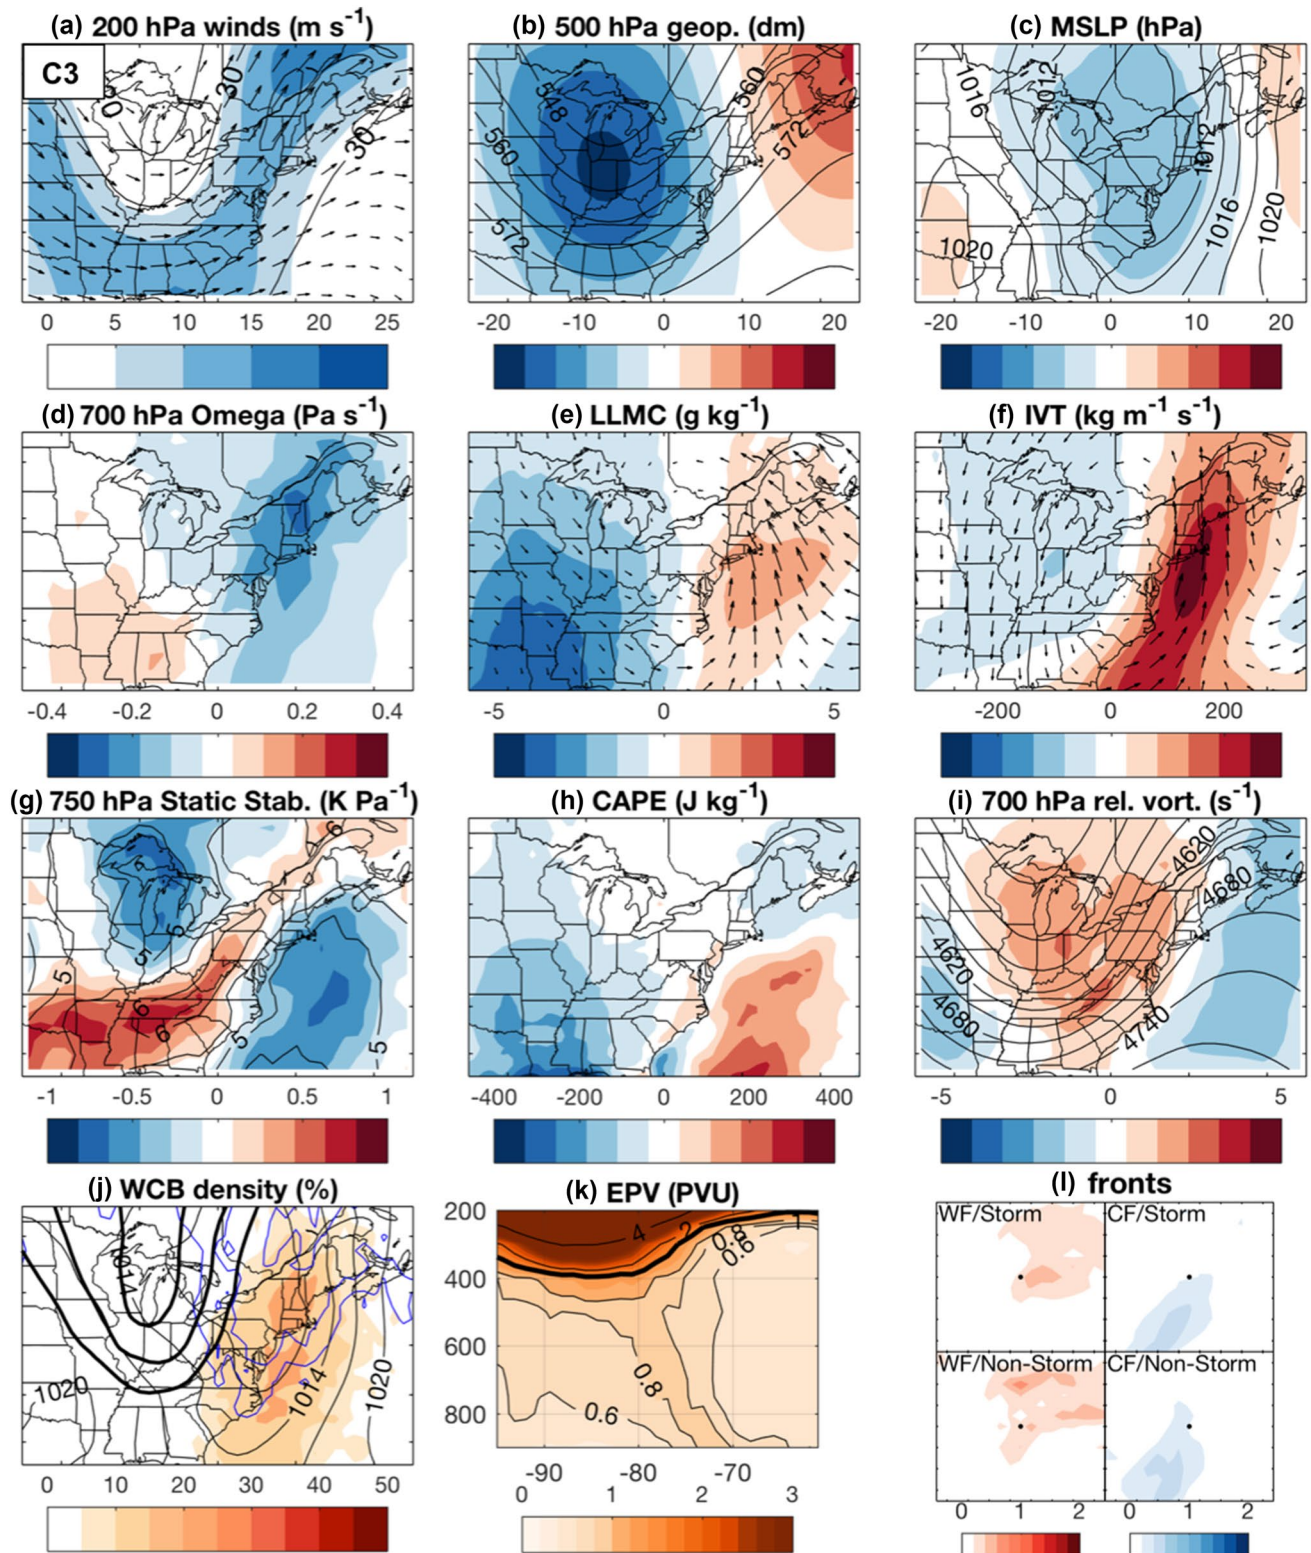 (a) 200 hPa winds (m s⁻¹)
(b) 500 hPa geop. (dm)
(c) MSLP (hPa)
C3
30
30
548
560
560
572
572
1016
1012
1012
1016
1020
1020
0 5 10 15 20 25
-20 -10 0 10 20
-20 -10 0 10 20
(d) 700 hPa Omega (Pa s⁻¹)
(e) LLMC (g kg⁻¹)
(f) IVT (kg m⁻¹ s⁻¹)
-0.4 -0.2 0 0.2 0.4
-5 0 5
-200 0 200
(g) 750 hPa Static Stab. (K Pa⁻¹)
(h) CAPE (J kg⁻¹)
(i) 700 hPa rel. vort. (s⁻¹)
6
6
5
5
5
6
6
5
5
4620
4680
4620
4680
4740
-1 -0.5 0 0.5 1
-400 -200 0 200 400
-5 0 5
(j) WCB density (%)
(k) EPV (PVU)
(l) fronts
1014
1020
1014
1020
200
400
600
800
4
2
1
0.8
0.6
0.8
0.6
-90 -80 -70
WF/Storm
CF/Storm
WF/Non-Storm
CF/Non-Storm
0 10 20 30 40 50
0 1 2 3
0 1 2
0 1 2